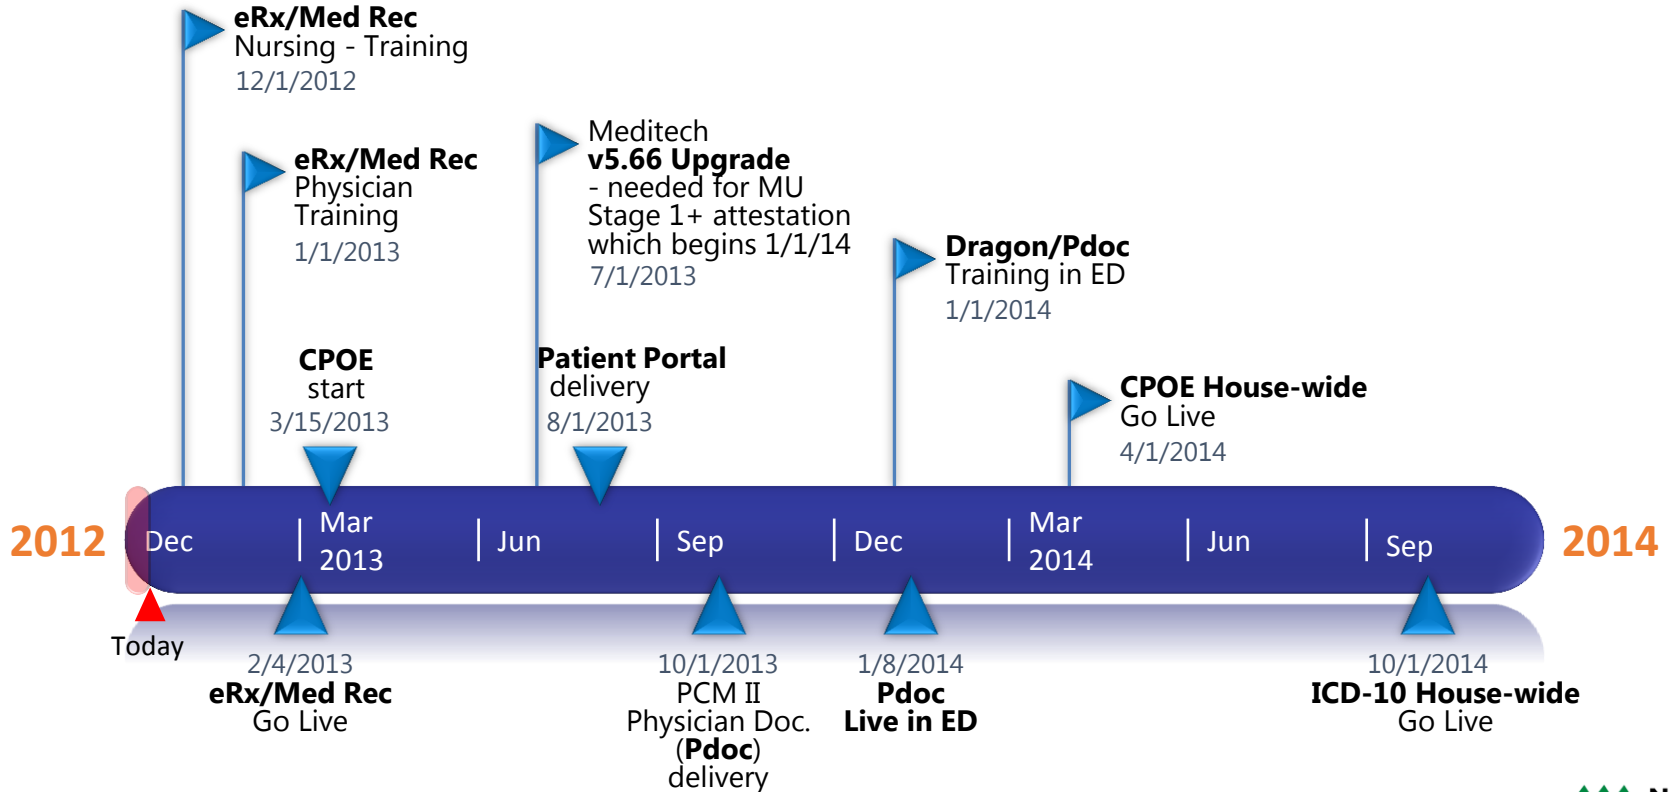 eRx/Med Rec
Nursing - Training
12/1/2012
eRx/Med Rec
Physician
Training
1/1/2013
Meditech
v5.66 Upgrade
- needed for MU
Stage 1+ attestation
which begins 1/1/14
7/1/2013
Dragon/Pdoc
Training in ED
1/1/2014
CPOE
start
3/15/2013
Patient Portal
delivery
8/1/2013
CPOE House-wide
Go Live
4/1/2014
2012
Dec
Mar
2013
Jun
Sep
Dec
Mar
2014
Jun
Sep
2014
Today
2/4/2013
eRx/Med Rec
Go Live
10/1/2013
PCM II
Physician Doc.
(Pdoc)
delivery
1/8/2014
Pdoc
Live in ED
10/1/2014
ICD-10 House-wide
Go Live